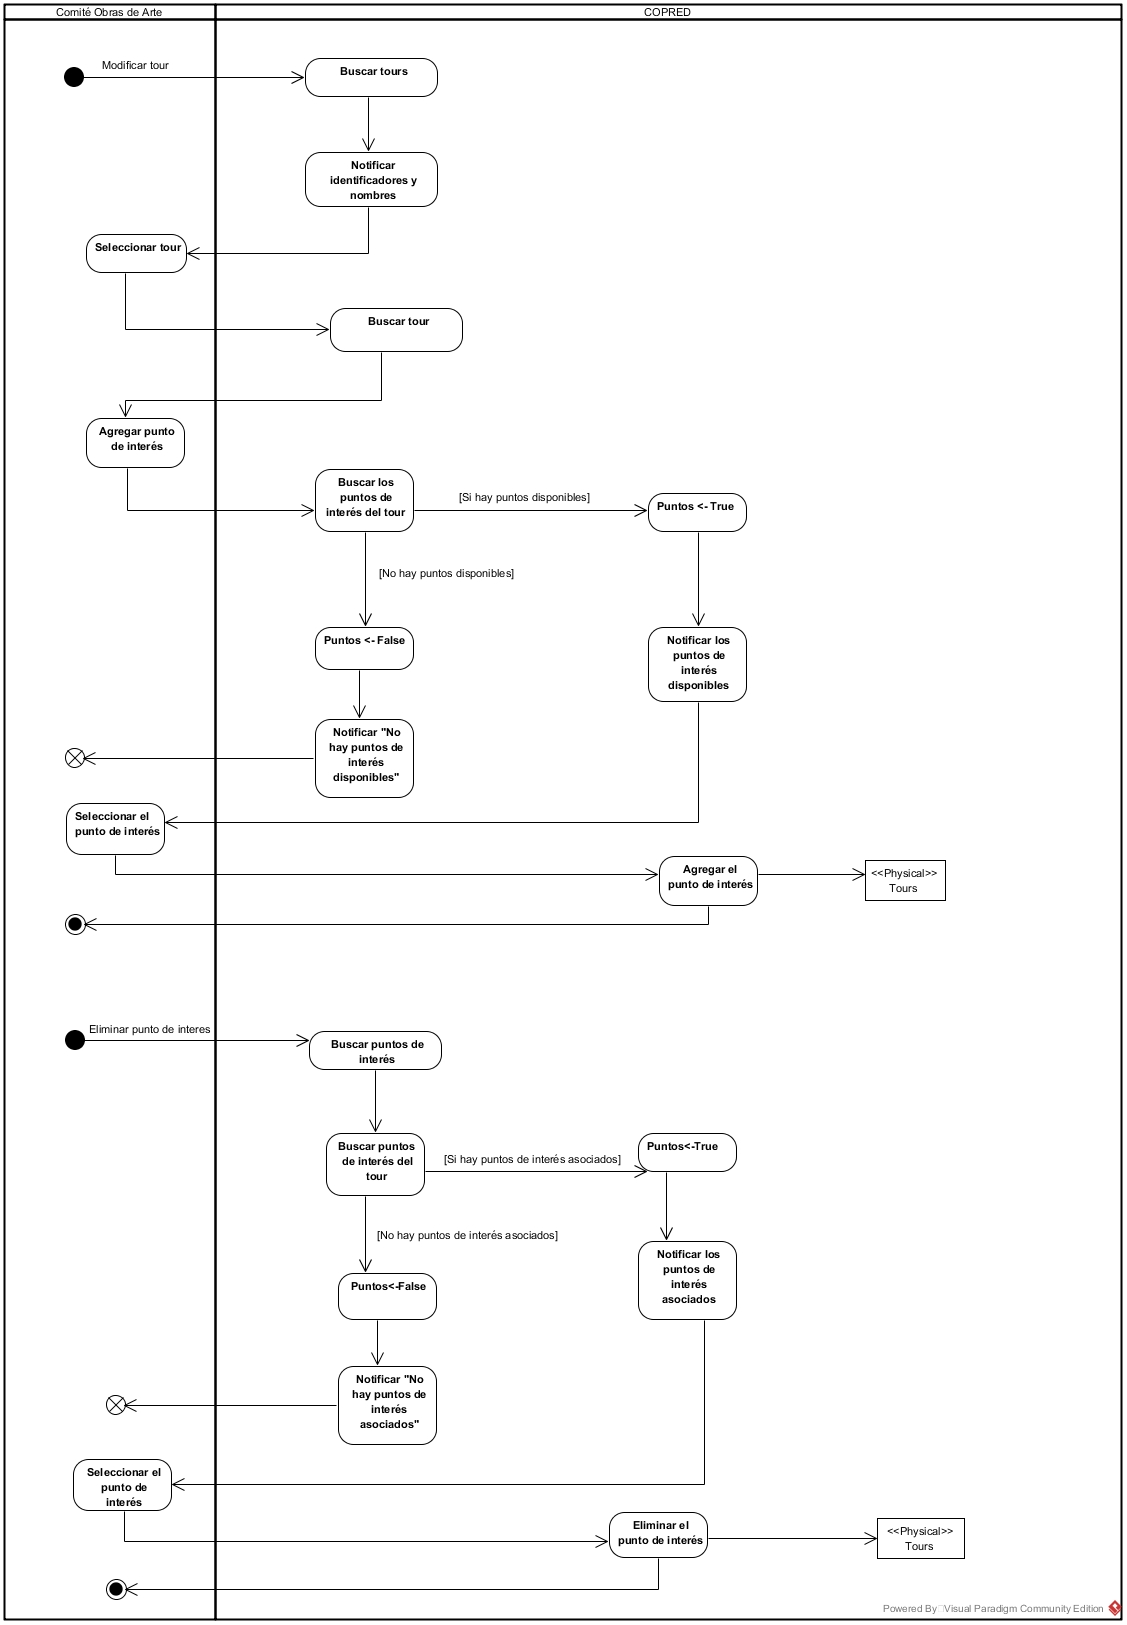 Comité Obras de Arte
COPRED
Modificar tour
Buscar tours
Notificar
identificadores y
nombres
Seleccionar tour
Buscar tour
Agregar punto
de interés
Buscar los
puntos de
interés del tour
[Si hay puntos disponibles]
Puntos <- True
[No hay puntos disponibles]
Puntos <- False
Notificar los
puntos de
interés
disponibles
Notificar "No
hay puntos de
interés
disponibles"
Seleccionar el
punto de interés
Agregar el
punto de interés
<<Physical>>
Tours
Eliminar punto de interes
Buscar puntos de
interés
Buscar puntos
de interés del
tour
[Si hay puntos de interés asociados]
Puntos<-True
[No hay puntos de interés asociados]
Puntos<-False
Notificar los
puntos de
interés
asociados
Notificar "No
hay puntos de
interés
asociados"
Seleccionar el
punto de
interés
Eliminar el
punto de interés
<<Physical>>
Tours
Powered By Visual Paradigm Community Edition